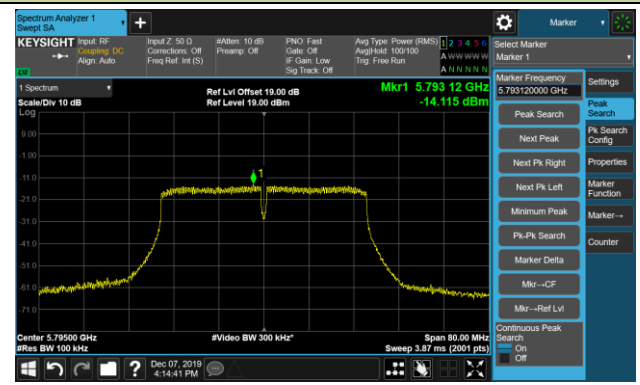 Spectrum Analyzer 1
Swept SA
Marker
KEYSIGHT
Input: RF
Coupling: DC
Align: Auto
Input Z: 50 Ω
Corrections: Off
Freq Ref: Int (S)
#Atten: 10 dB
Preamp: Off
PNO: Fast
Gate: Off
IF Gain: Low
Sig Track: Off
Avg Type: Power (RMS)
Avg|Hold: 100/100
Trig: Free Run
1 2 3 4 5 6
A W W W W W
A N N N N N
LXI
Select Marker
Marker 1
1 Spectrum
Scale/Div 10 dB
Log
Ref Lvl Offset 19.00 dB
Ref Level 19.00 dBm
Mkr1 5.793 12 GHz
-14.115 dBm
9.00
-1.00
-11.0
-21.0
-31.0
-41.0
-51.0
-61.0
-71.0
1
Center 5.79500 GHz
#Res BW 100 kHz
#Video BW 300 kHz*
Span 80.00 MHz
Sweep 3.87 ms (2001 pts)
Marker Frequency
5.793120000 GHz
Peak Search
Next Peak
Next Pk Right
Next Pk Left
Minimum Peak
Pk-Pk Search
Marker Delta
Mkr→CF
Mkr→Ref Lvl
Continuous Peak
Search
On
Off
Settings
Peak
Search
Pk Search
Config
Properties
Marker
Function
Marker→
Counter
?
Dec 07, 2019
4:14:41 PM